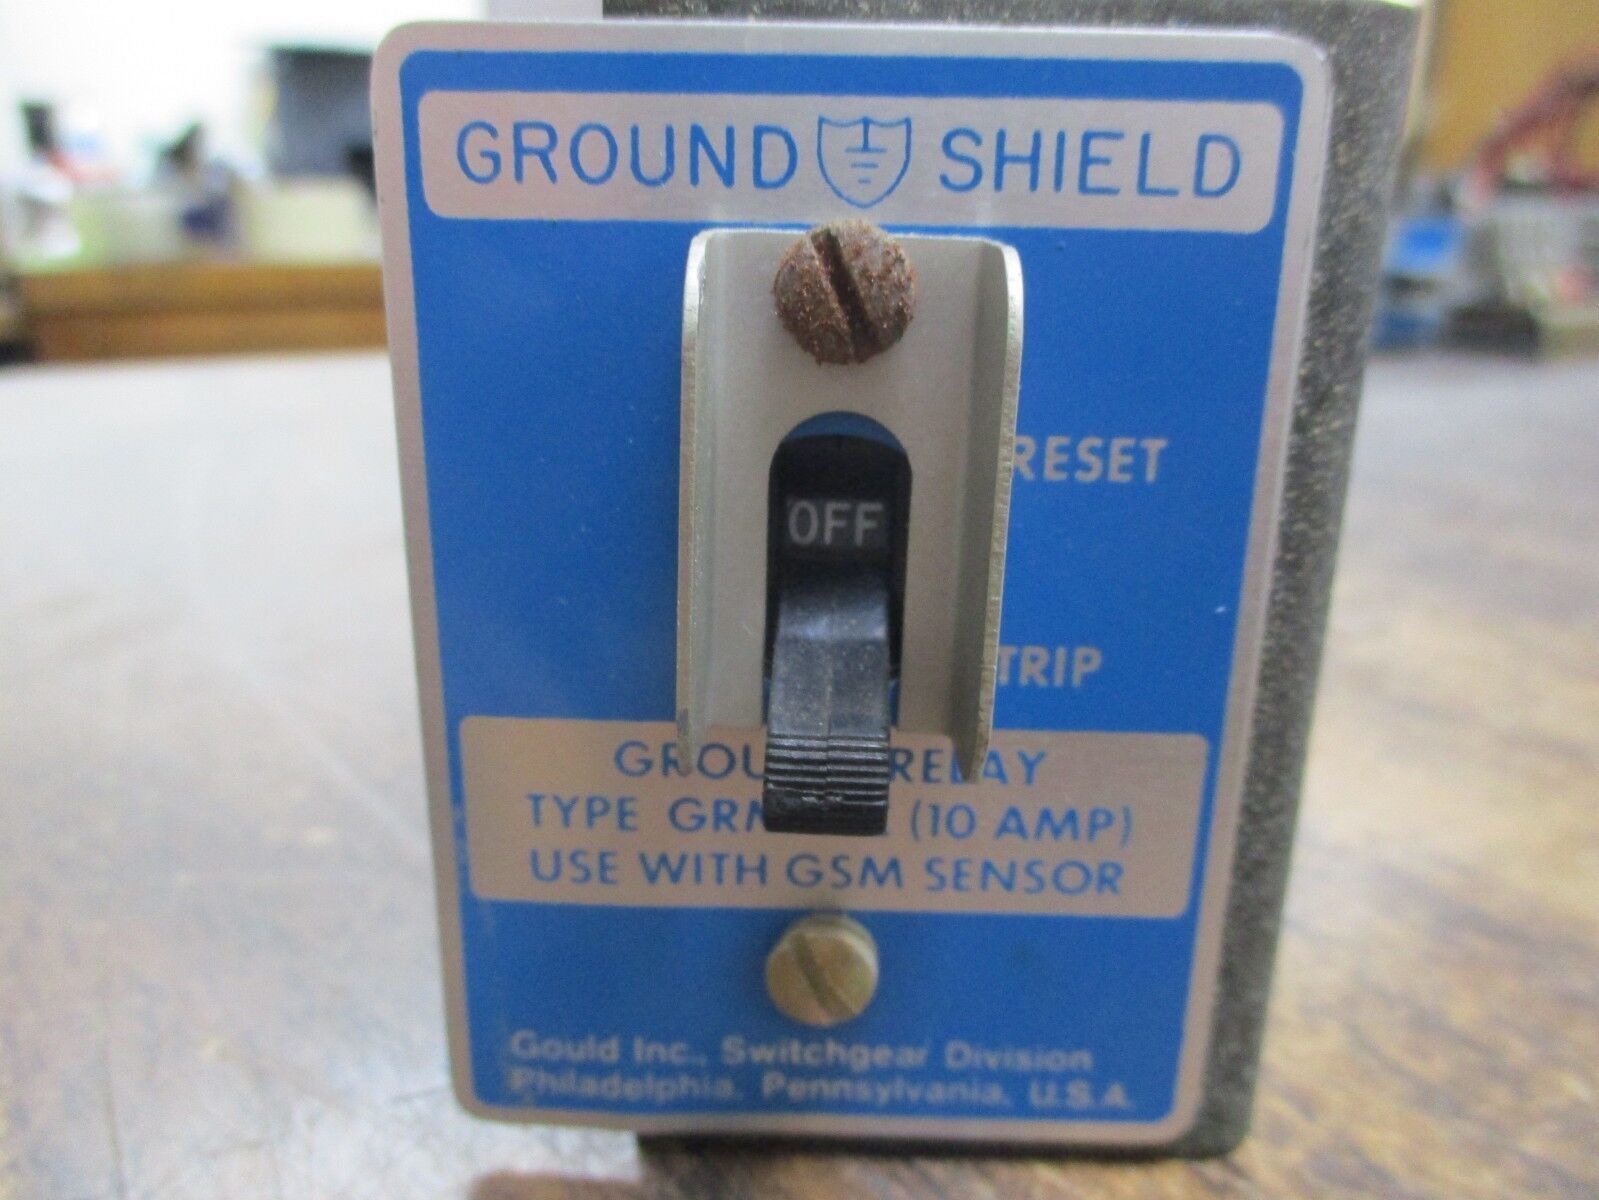 GROUND SHIELD
RESET
OFF
TRIP
GROU RELAY
TYPE GRM (10 AMP)
USE WITH GSM SENSOR
Gould Inc., Switchgear Division
Philadelphia, Pennsylvania, U.S.A.